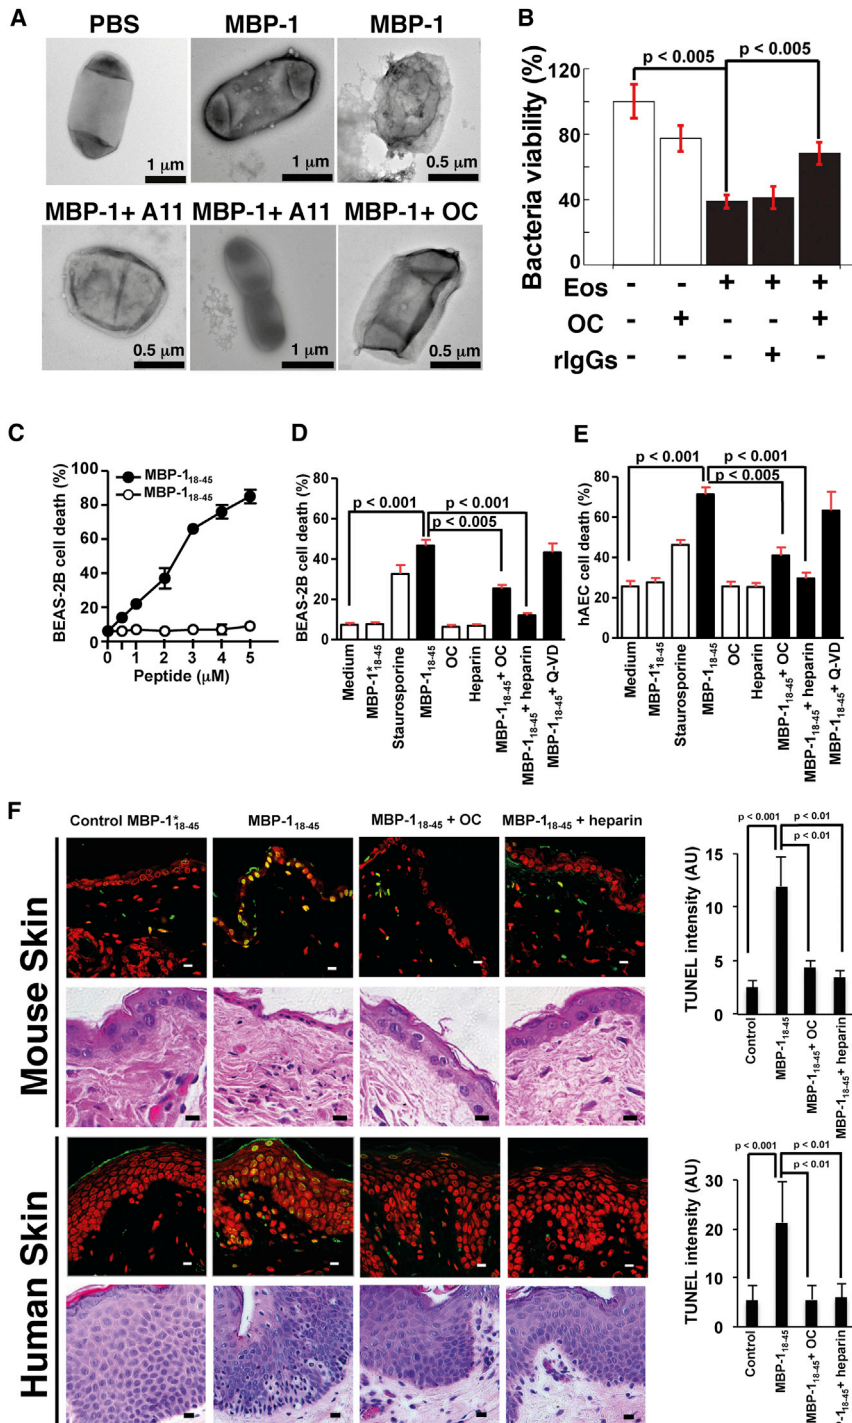 A
PBS
MBP-1
MBP-1
1 μm
1 μm
0.5 μm
MBP-1+ A11
MBP-1+ A11
MBP-1+ OC
0.5 μm
1 μm
0.5 μm
B
p < 0.005
p < 0.005
Bacteria viability (%)
120
80
40
0
Eos - - + + +
OC - + - - +
rIgGs - - - + -
C
BEAS-2B cell death (%)
100
80
60
40
20
0
MBP-118-45
MBP-118-45
0 1 2 3 4 5
Peptide (μM)
D
BEAS-2B cell death (%)
80
60
40
20
0
p < 0.001
p < 0.001
p < 0.005
Medium
MBP-1*18-45
Staurosporine
MBP-118-45
OC
Heparin
MBP-118-45+ OC
MBP-118-45+ heparin
MBP-118-45+ Q-VD
E
hAEC cell death (%)
80
60
40
20
0
p < 0.001
p < 0.001
p < 0.005
Medium
MBP-1*18-45
Staurosporine
MBP-118-45
OC
Heparin
MBP-118-45+ OC
MBP-118-45+ heparin
MBP-118-45+ Q-VD
F
Control MBP-1*18-45
MBP-118-45
MBP-118-45 + OC
MBP-118-45 + heparin
Mouse Skin
Human Skin
p < 0.001
p < 0.01
p < 0.01
TUNEL intensity (AU)
15
10
5
0
Control
MBP-118-45
MBP-118-45+ OC
MBP-118-45+ heparin
p < 0.001
p < 0.01
p < 0.01
TUNEL intensity (AU)
30
20
10
0
Control
MBP-118-45
MBP-118-45+ OC
P-118-45+ heparin